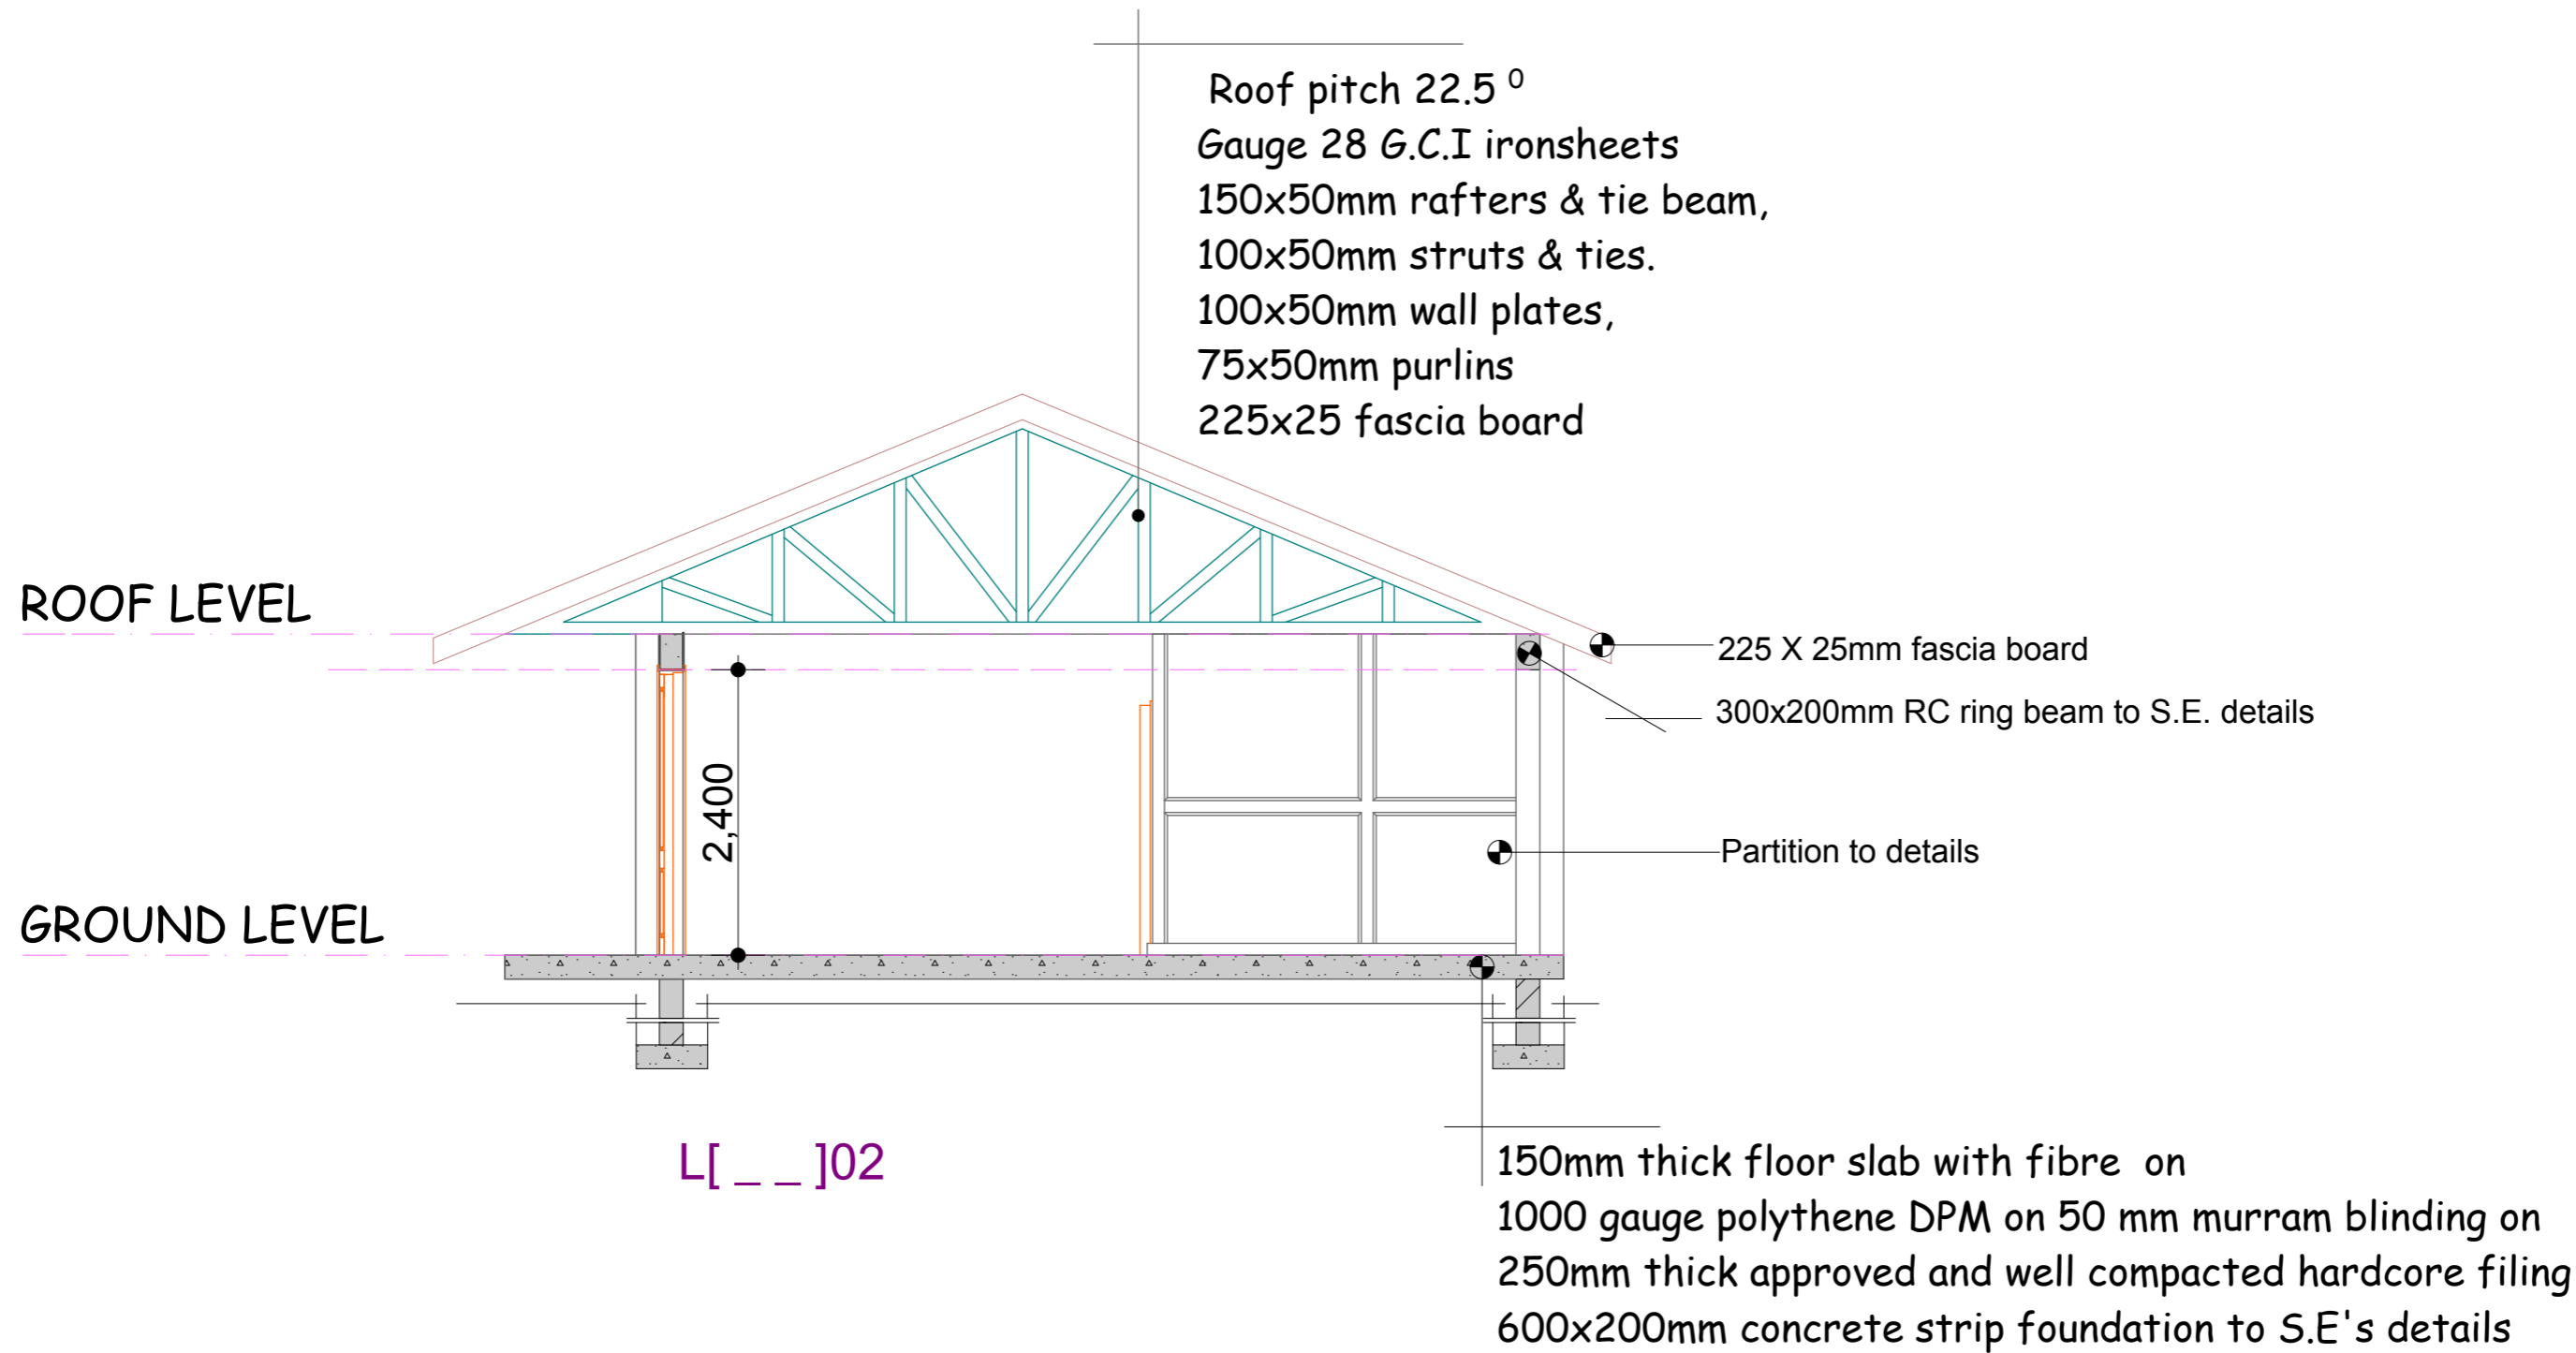 Roof pitch 22.5 ⁰
Gauge 28 G.C.I ironsheets
150x50mm rafters & tie beam,
100x50mm struts & ties.
100x50mm wall plates,
75x50mm purlins
225x25 fascia board
ROOF LEVEL
225 X 25mm fascia board
300x200mm RC ring beam to S.E. details
2,400
Partition to details
GROUND LEVEL
L[ _ _ ]02
150mm thick floor slab with fibre on
1000 gauge polythene DPM on 50 mm murram blinding on
250mm thick approved and well compacted hardcore filing
600x200mm concrete strip foundation to S.E's details